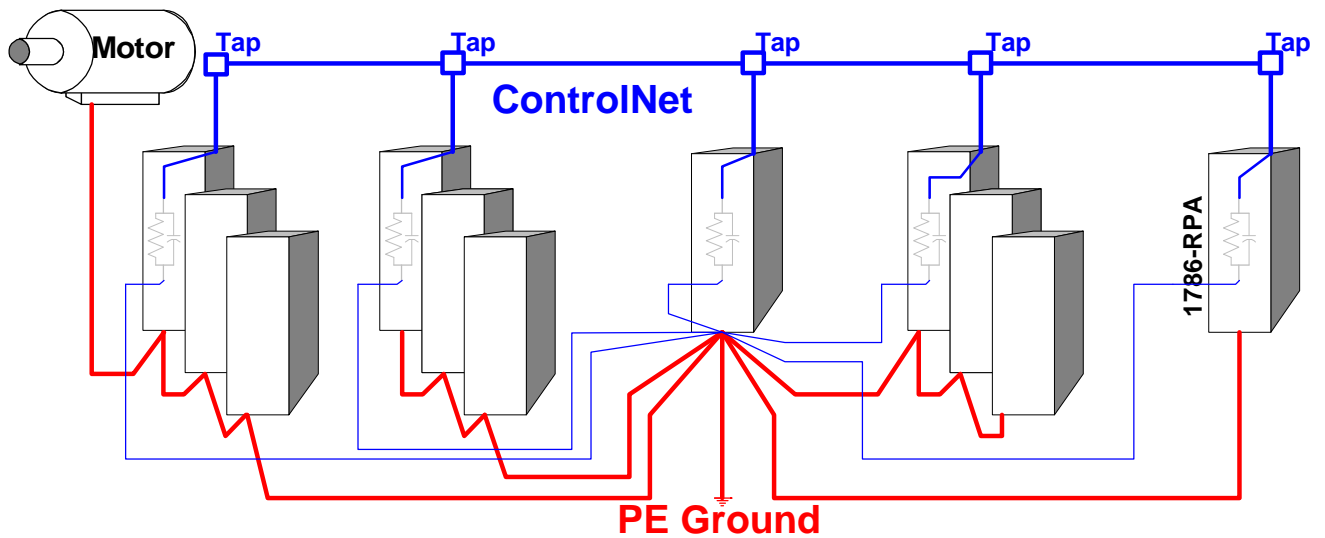 Motor
Tap
Tap
Tap
Tap
Tap
ControlNet
1786-RPA
PE Ground